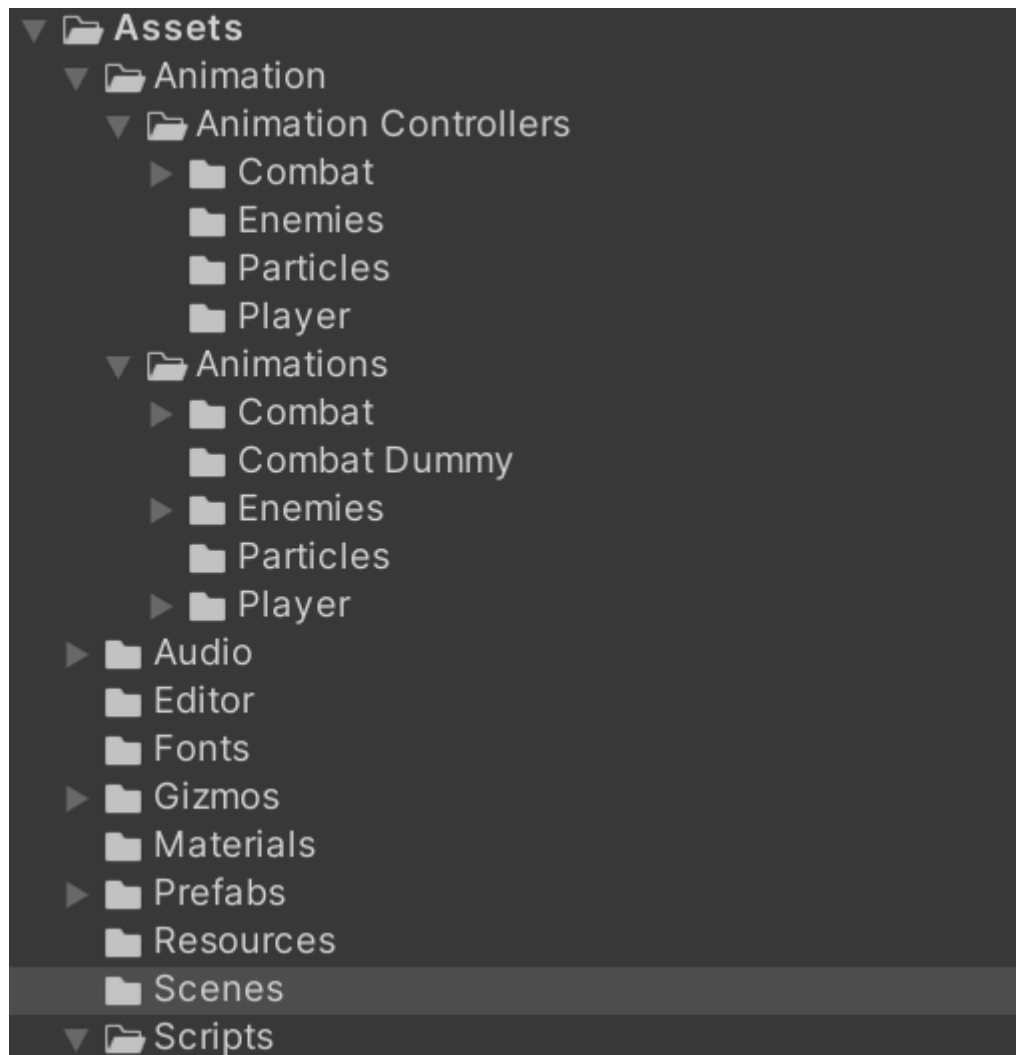 Assets
Animation
Animation Controllers
Combat
Enemies
Particles
Player
Animations
Combat
Combat Dummy
Enemies
Particles
Player
Audio
Editor
Fonts
Gizmos
Materials
Prefabs
Resources
Scenes
Scripts